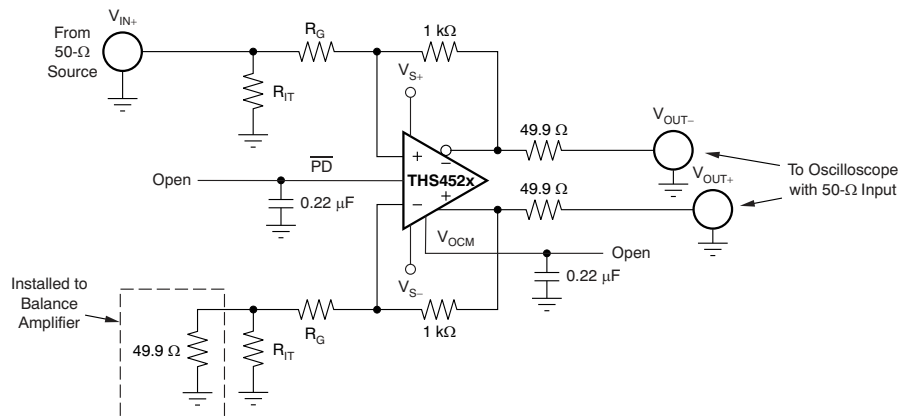 V_IN+
From
50-Ω
Source
R_G
1 kΩ
R_IT
V_S+
49.9 Ω
V_OUT−
PD
Open
0.22 μF
+
−
THS452x
−
+
49.9 Ω
V_OUT+
To Oscilloscope
with 50-Ω Input
V_OCM
Open
0.22 μF
V_S−
Installed to
Balance
Amplifier
49.9 Ω
R_IT
R_G
1 kΩ